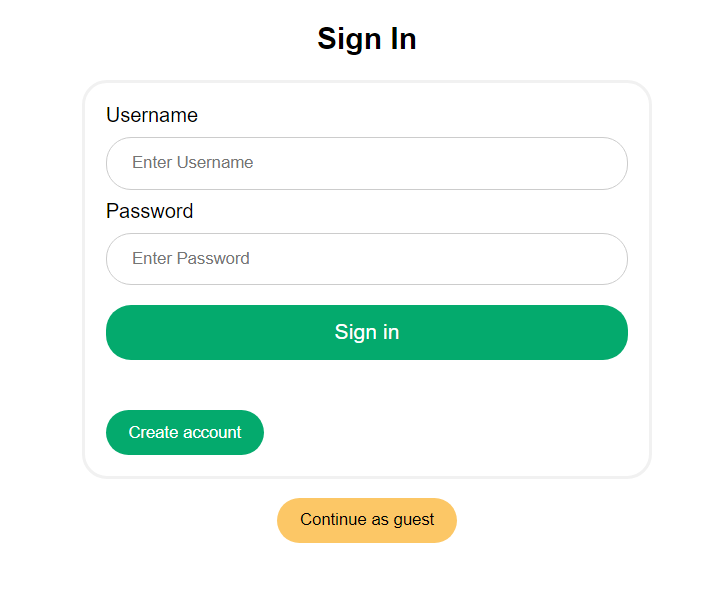 Sign In
Username
Enter Username
Password
Enter Password
Sign in
Create account
Continue as guest